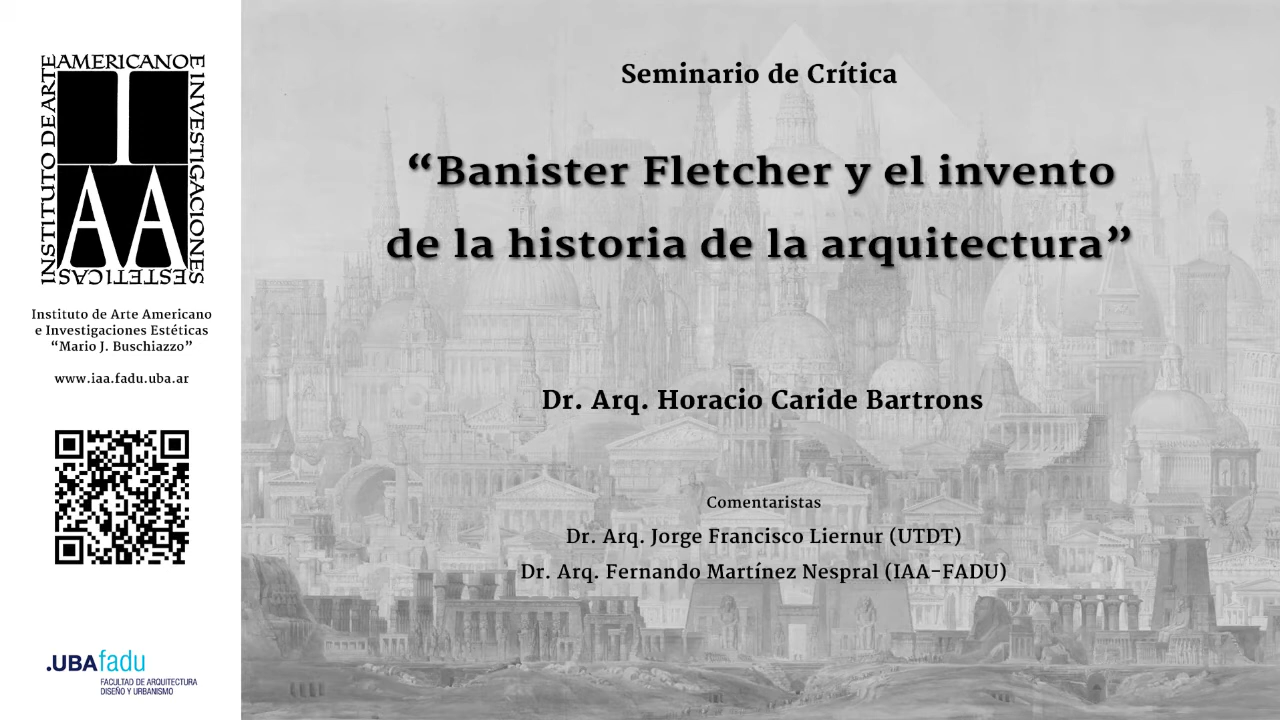 INSTITUTO DE ARTE
AMERICANO
E INVESTIGACIONES
ESTETICAS
IAA
Instituto de Arte Americano
e Investigaciones Estéticas
“Mario J. Buschiazzo”
www.iaa.fadu.uba.ar
.UBAfadu
FACULTAD DE ARQUITECTURA
DISEÑO Y URBANISMO
Seminario de Crítica
“Banister Fletcher y el invento
de la historia de la arquitectura”
Dr. Arq. Horacio Caride Bartrons
Comentaristas
Dr. Arq. Jorge Francisco Liernur (UTDT)
Dr. Arq. Fernando Martínez Nespral (IAA-FADU)